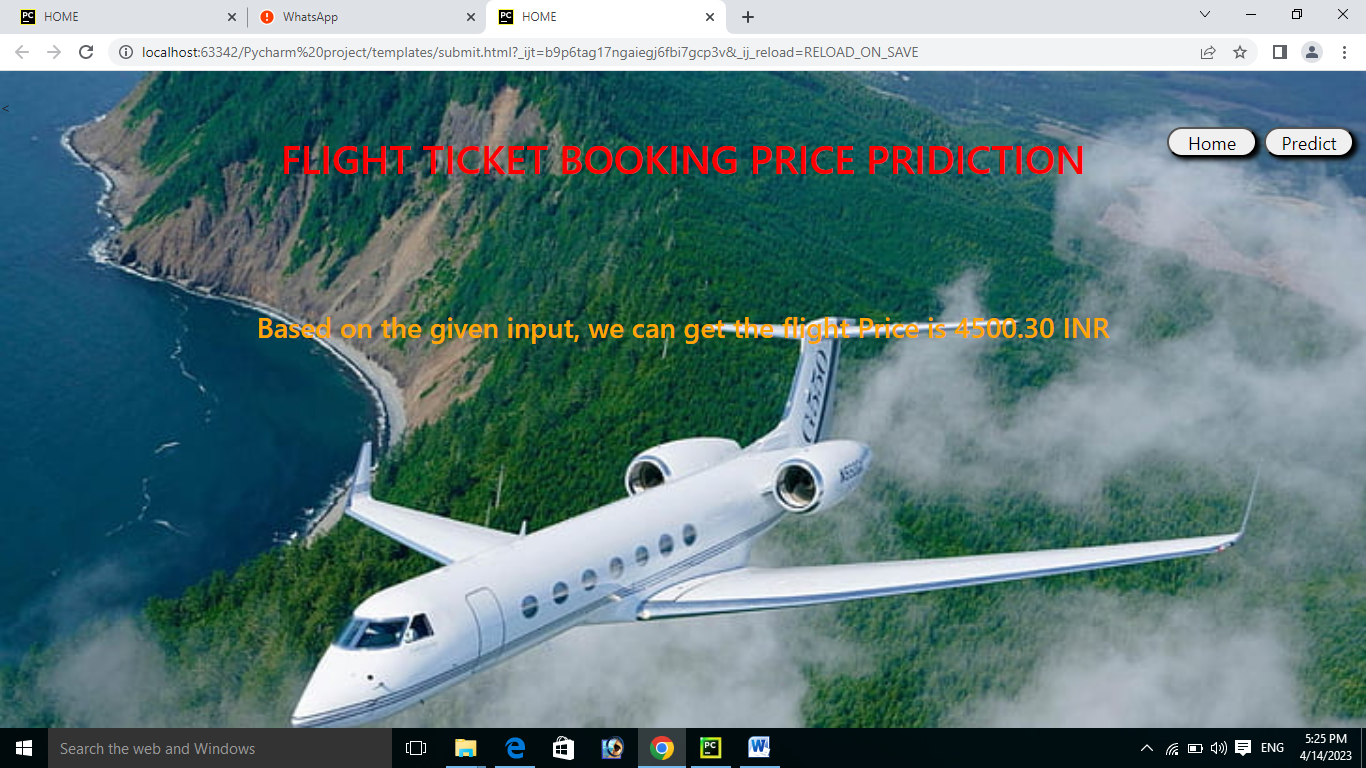 HOME
WhatsApp
HOME
localhost:63342/Pycharm%20project/templates/submit.html?_ijt=b9p6tag17ngaiegj6fbi7gcp3v&_ij_reload=RELOAD_ON_SAVE
<
Home
Predict
FLIGHT TICKET BOOKING PRICE PRIDICTION
Based on the given input, we can get the flight Price is 4500.30 INR
G550
Search the web and Windows
ENG
5:25 PM
4/14/2023